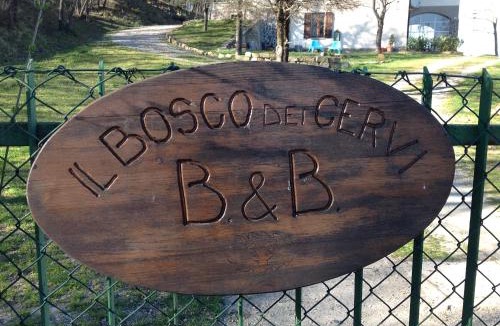 IL BOSCO DEI CERVI
B. & B.